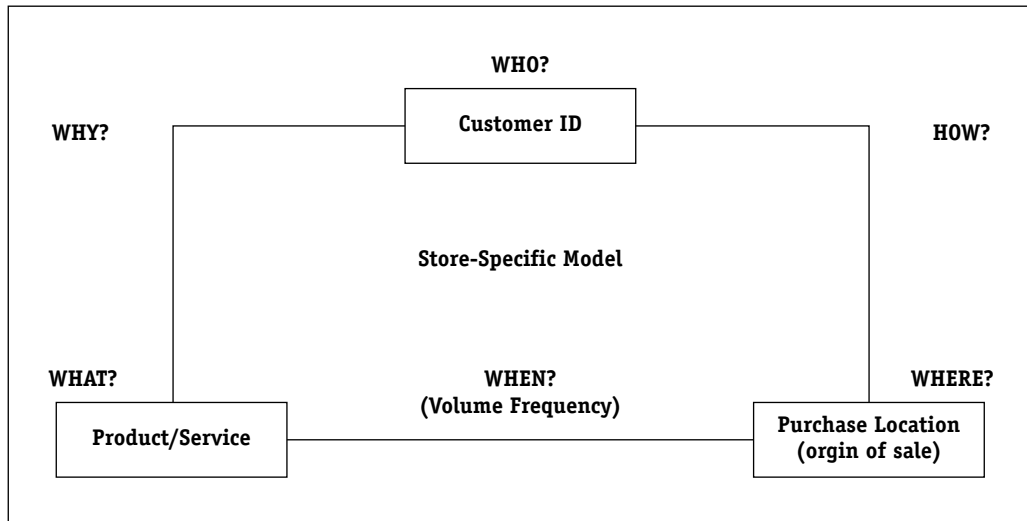 WHO?
Customer ID
WHY?
HOW?
Store-Specific Model
WHAT?
WHEN?
(Volume Frequency)
WHERE?
Product/Service
Purchase Location
(orgin of sale)